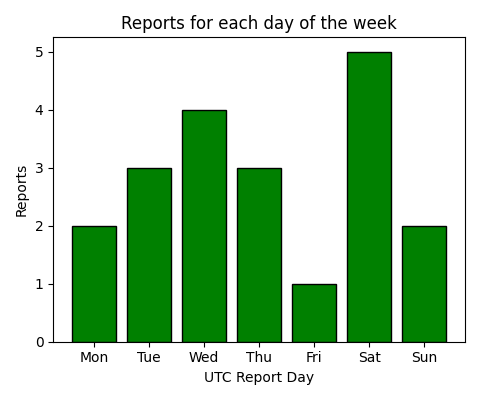 Reports for each day of the week
5
4
3
2
1
0
Reports
Mon Tue Wed Thu Fri Sat Sun
UTC Report Day